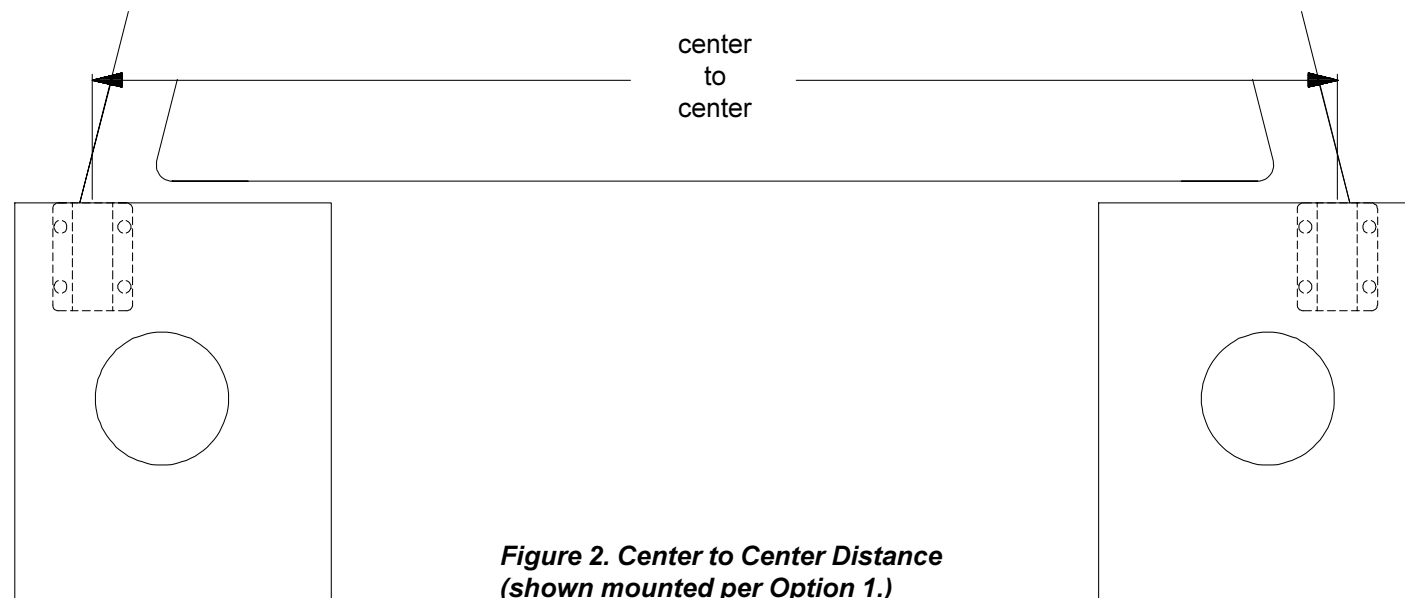 center
to
center
Figure 2. Center to Center Distance
(shown mounted per Option 1.)